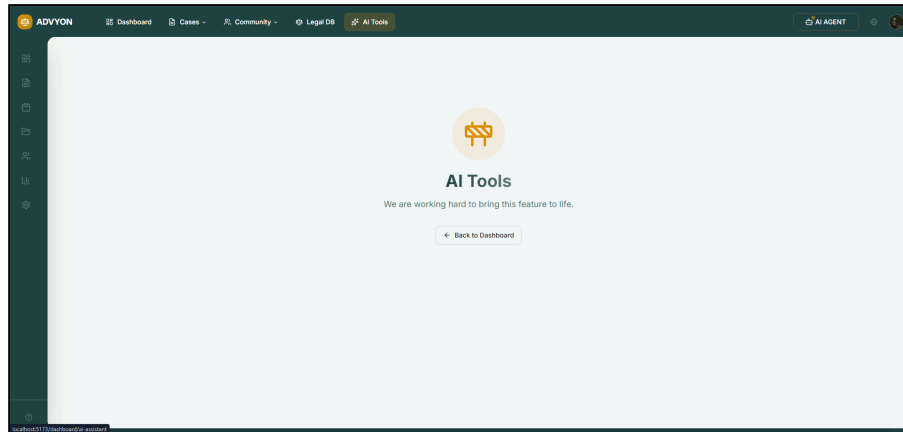 ADVYON
Dashboard
Cases
Community
Legal DB
AI Tools
AI AGENT
AI Tools
We are working hard to bring this feature to life.
← Back to Dashboard
localhost:5173/dashboard/ai-assistant